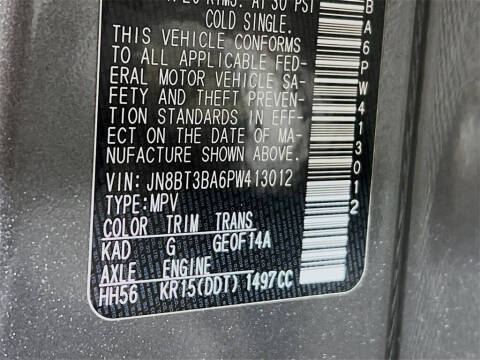 COLD SINGLE.
THIS VEHICLE CONFORMS
TO ALL APPLICABLE FED-
ERAL MOTOR VEHICLE SA-
FETY AND THEFT PREVEN-
TION STANDARDS IN EFF-
ECT ON THE DATE OF MA-
NUFACTURE SHOWN ABOVE.
VIN: JN8BT3BA6PW413012
TYPE:MPV
COLOR TRIM TRANS
KAD G GE0F14A
AXLE ENGINE
HH56 KR15(DDT) 1497CC
BA6PW413012